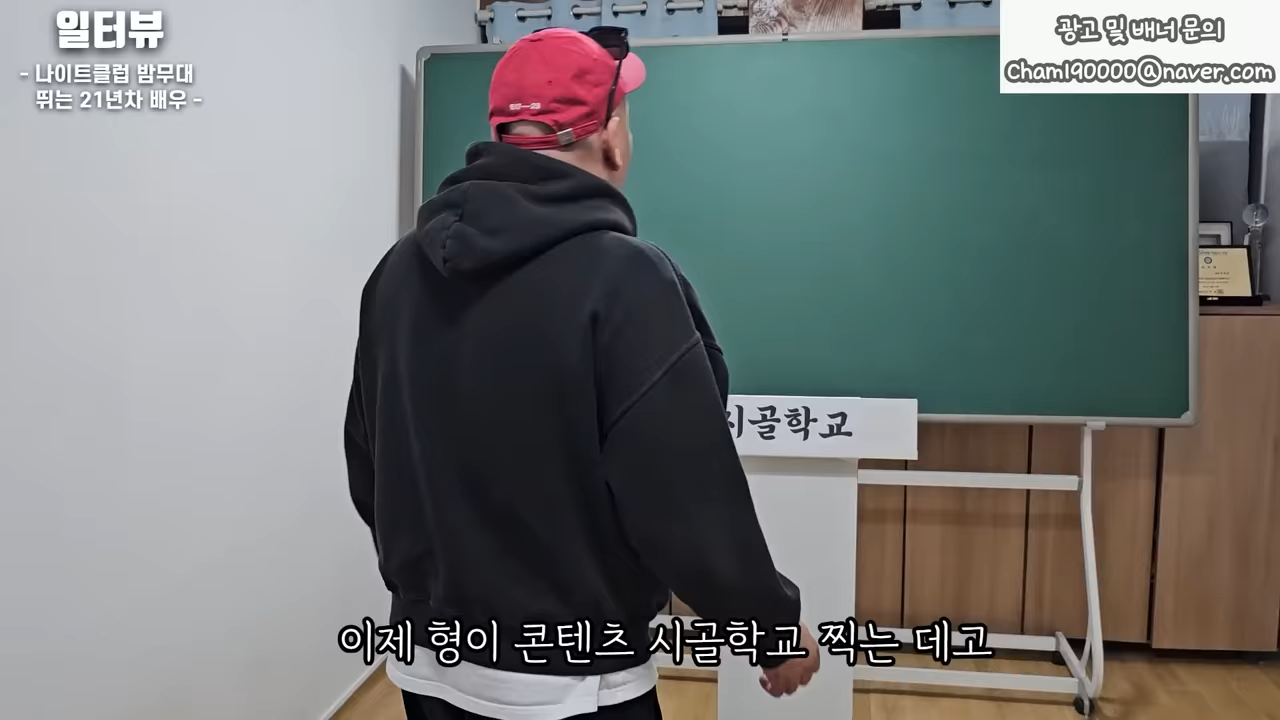 일터뷰
- 나이트클럽 밤무대
뛰는 21년차 배우 -
광고 및 배너 문의
Cham190000@naver.com
시골학교
이제 형이 콘텐츠 시골학교 찍는 데고